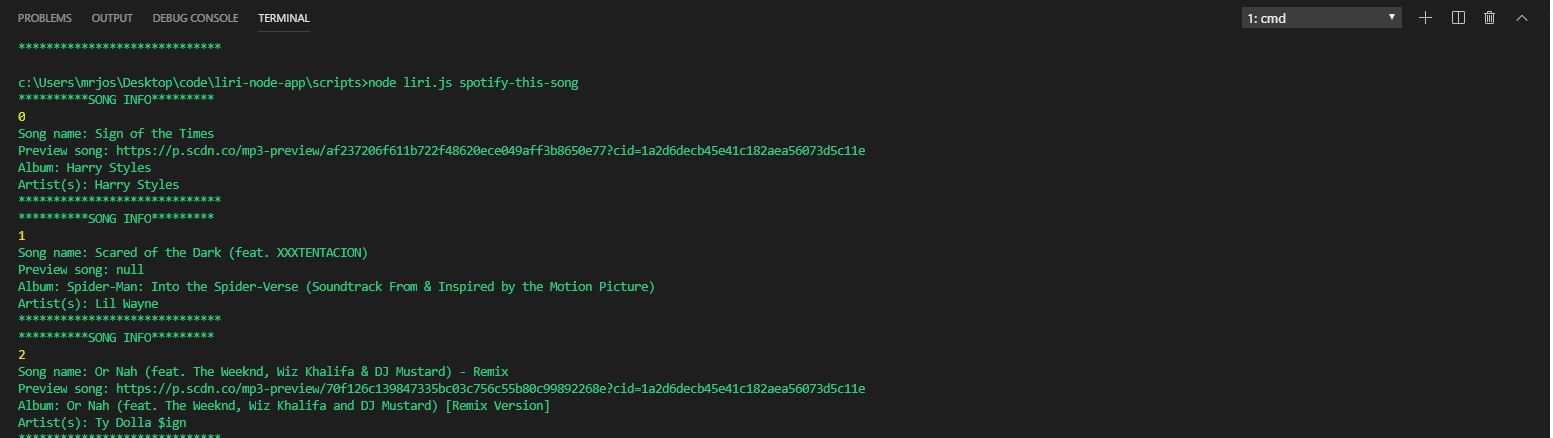 PROBLEMS OUTPUT DEBUG CONSOLE TERMINAL 1: cmd
*****************************
c:\Users\mrjos\Desktop\code\liri-node-app\scripts>node liri.js spotify-this-song
**********SONG INFO*********
0
Song name: Sign of the Times
Preview song: https://p.scdn.co/mp3-preview/af237206f611b722f48620ece049aff3b8650e77?cid=1a2d6decb45e41c182aea56073d5c11e
Album: Harry Styles
Artist(s): Harry Styles
*****************************
**********SONG INFO*********
1
Song name: Scared of the Dark (feat. XXXTENTACION)
Preview song: null
Album: Spider-Man: Into the Spider-Verse (Soundtrack From & Inspired by the Motion Picture)
Artist(s): Lil Wayne
*****************************
**********SONG INFO*********
2
Song name: Or Nah (feat. The Weeknd, Wiz Khalifa & DJ Mustard) - Remix
Preview song: https://p.scdn.co/mp3-preview/70f126c139847335bc03c756c55b80c99892268e?cid=1a2d6decb45e41c182aea56073d5c11e
Album: Or Nah (feat. The Weeknd, Wiz Khalifa and DJ Mustard) [Remix Version]
Artist(s): Ty Dolla $ign
*****************************